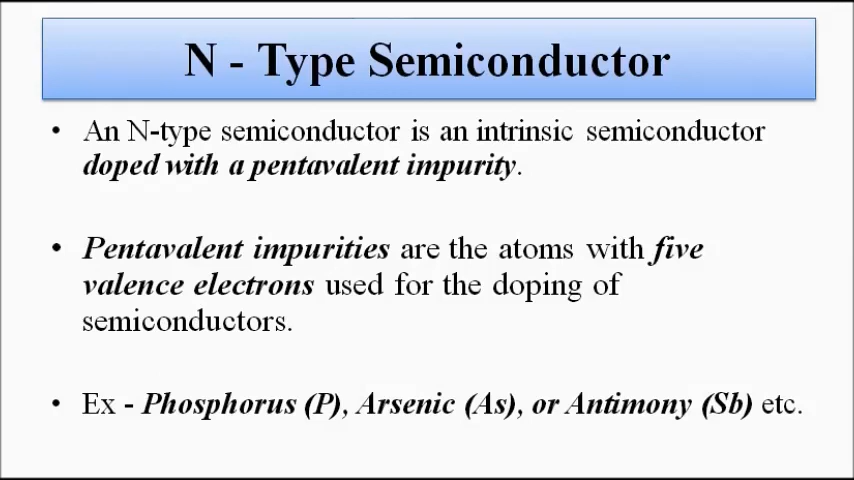 N - Type Semiconductor
• An N-type semiconductor is an intrinsic semiconductor
doped with a pentavalent impurity.
• Pentavalent impurities are the atoms with five
valence electrons used for the doping of
semiconductors.
• Ex - Phosphorus (P), Arsenic (As), or Antimony (Sb) etc.